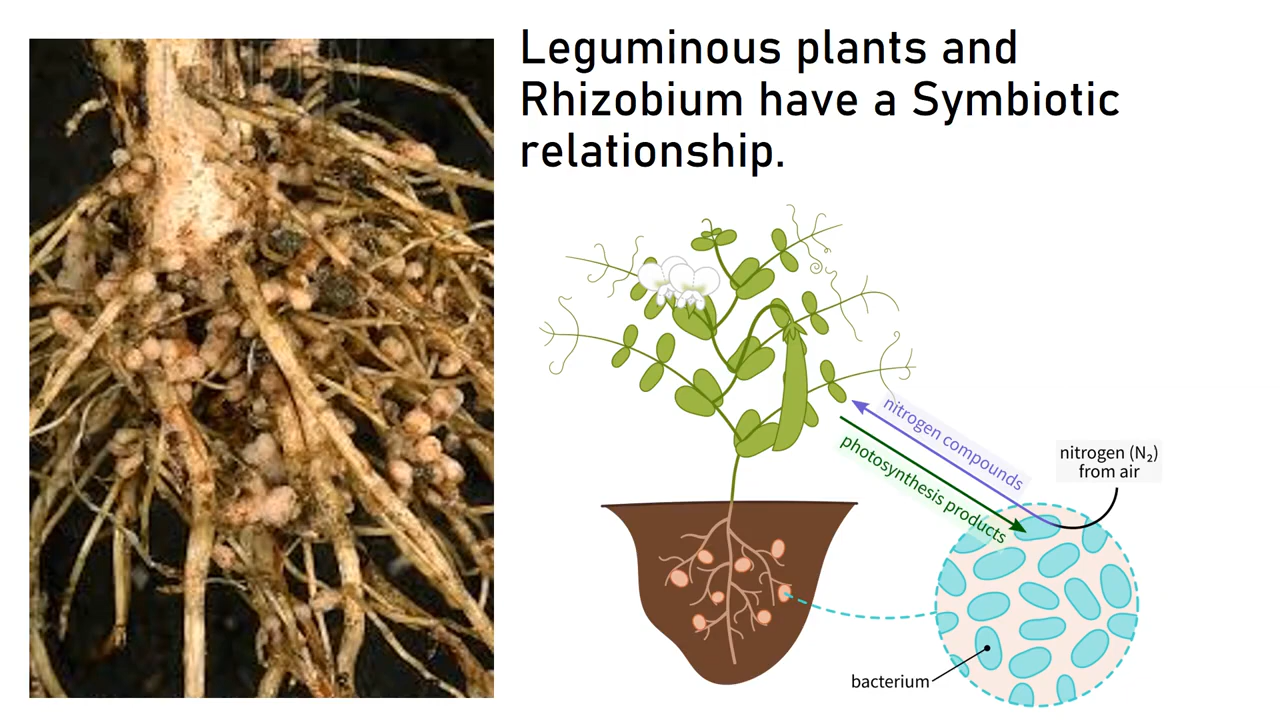 Leguminous plants and
Rhizobium have a Symbiotic
relationship.
nitrogen compounds
photosynthesis products
nitrogen (N₂)
from air
bacterium